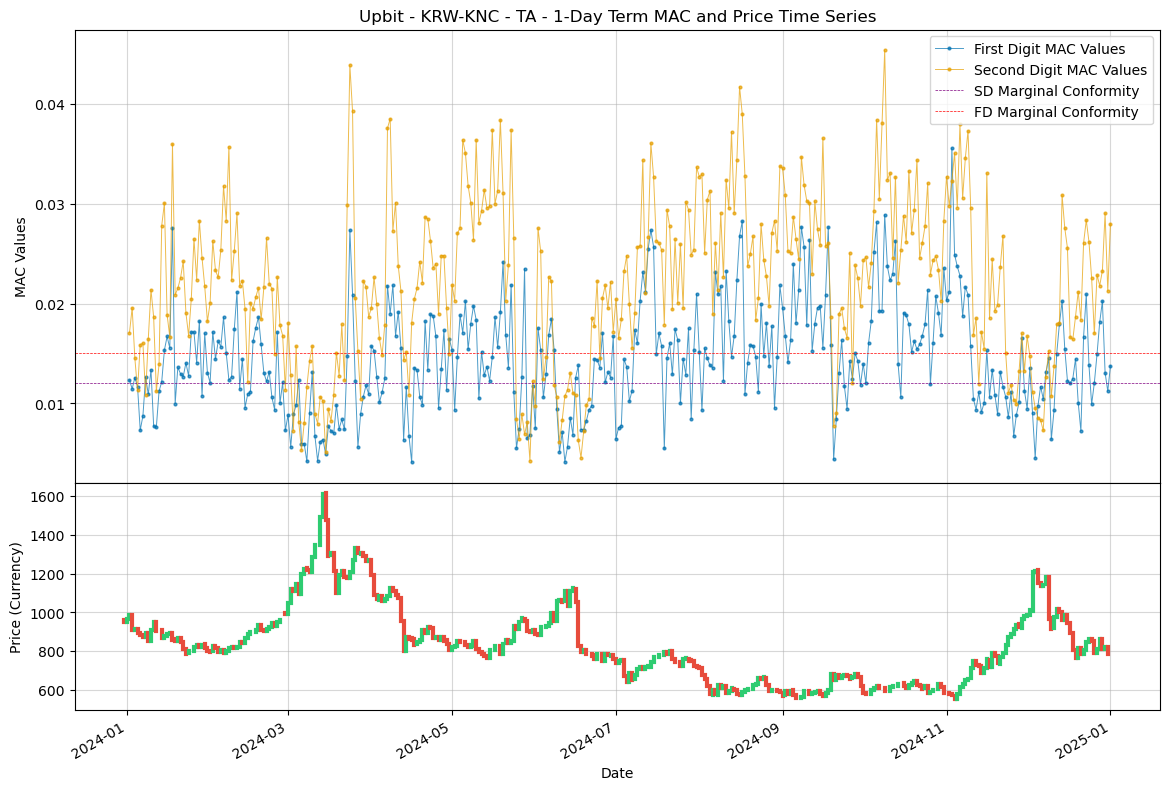 Upbit - KRW-KNC - TA - 1-Day Term MAC and Price Time Series
First Digit MAC Values
Second Digit MAC Values
SD Marginal Conformity
FD Marginal Conformity
MAC Values
0.04
0.03
0.02
0.01
Price (Currency)
1600
1400
1200
1000
800
600
2024-01
2024-03
2024-05
2024-07
2024-09
2024-11
2025-01
Date